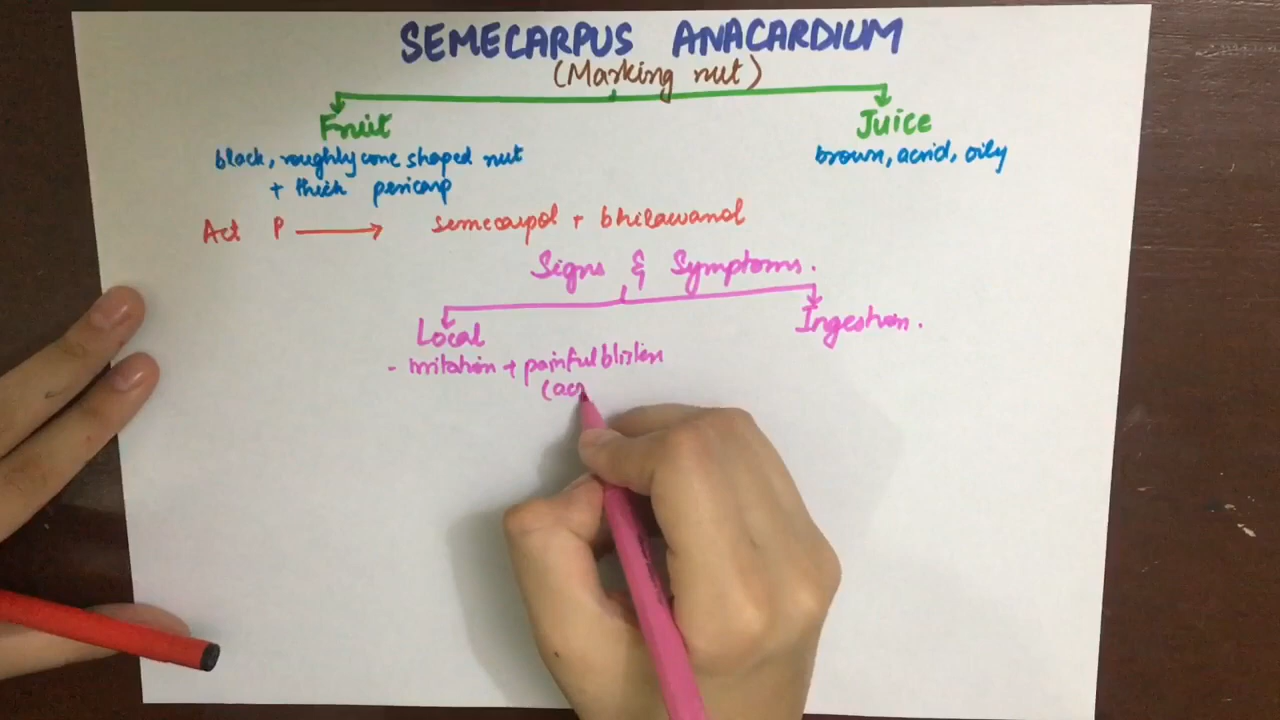 SEMECARPUS ANACARDIUM
(Marking nut)
Fruit
Juice
black, roughly cone shaped nut
+ thick pericarp
brown, acrid, oily
Act P → semecarpol + bhilawanol
Signs & Symptoms.
Local
Ingestion.
- irritation + painful blisters
(ac